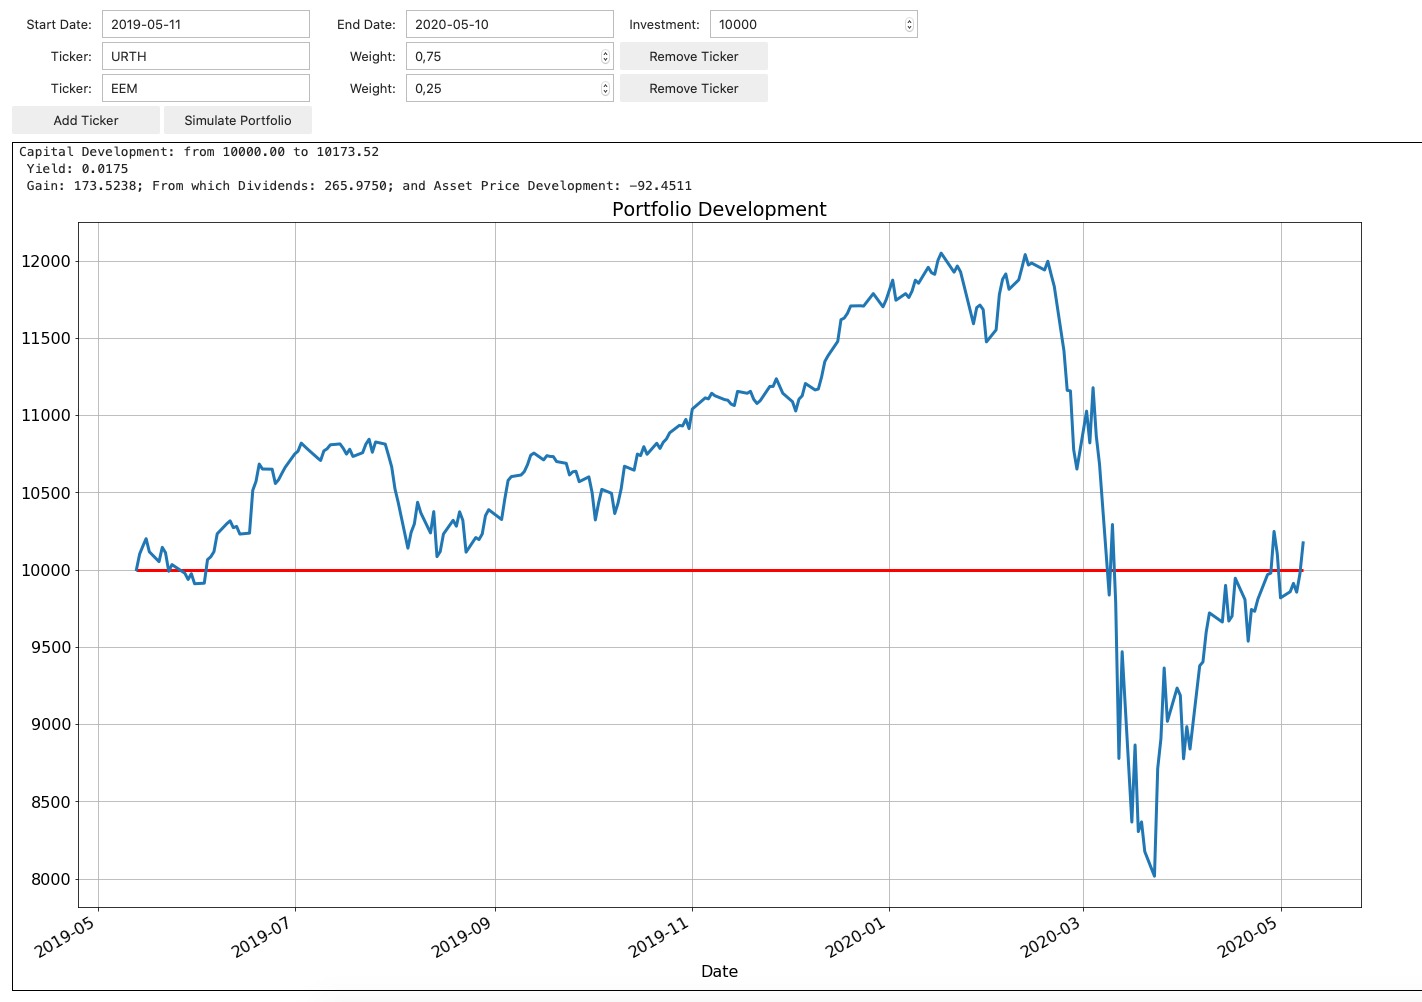 Start Date: 2019-05-11 End Date: 2020-05-10 Investment: 10000
Ticker: URTH Weight: 0,75 Remove Ticker
Ticker: EEM Weight: 0,25 Remove Ticker
Add Ticker Simulate Portfolio
Capital Development: from 10000.00 to 10173.52
Yield: 0.0175
Gain: 173.5238; From which Dividends: 265.9750; and Asset Price Development: −92.4511
Portfolio Development
12000
11500
11000
10500
10000
9500
9000
8500
8000
2019-05 2019-07 2019-09 2019-11 2020-01 2020-03 2020-05
Date